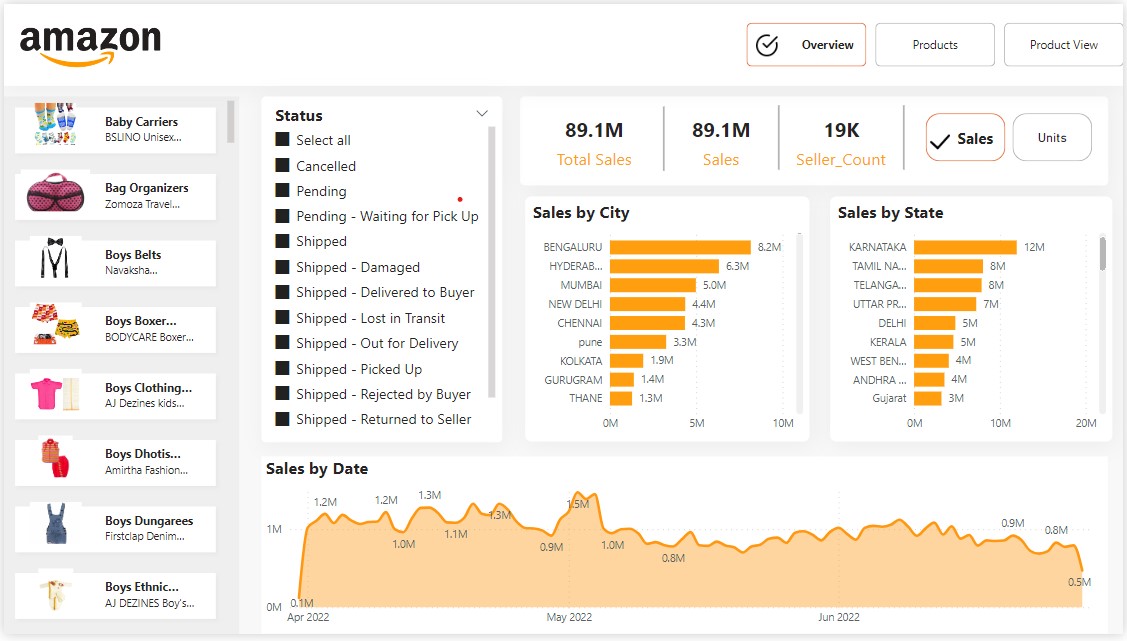 amazon
Overview
Products
Product View
Baby Carriers
BSLINO Unisex...
Bag Organizers
Zomoza Travel...
Boys Belts
Navaksha...
Boys Boxer...
BODYCARE Boxer...
Boys Clothing...
AJ Dezines kids...
Boys Dhotis...
Amirtha Fashion...
Boys Dungarees
Firstclap Denim...
Boys Ethnic...
AJ DEZINES Boy's...
Status
Select all
Cancelled
Pending
Pending - Waiting for Pick Up
Shipped
Shipped - Damaged
Shipped - Delivered to Buyer
Shipped - Lost in Transit
Shipped - Out for Delivery
Shipped - Picked Up
Shipped - Rejected by Buyer
Shipped - Returned to Seller
89.1M
Total Sales
89.1M
Sales
19K
Seller_Count
Sales
Units
Sales by City
BENGALURU 8.2M
HYDERAB... 6.3M
MUMBAI 5.0M
NEW DELHI 4.4M
CHENNAI 4.3M
pune 3.3M
KOLKATA 1.9M
GURUGRAM 1.4M
THANE 1.3M
0M 5M 10M
Sales by State
KARNATAKA 12M
TAMIL NA... 8M
TELANGA... 8M
UTTAR PR... 7M
DELHI 5M
KERALA 5M
WEST BEN... 4M
ANDHRA ... 4M
Gujarat 3M
0M 10M 20M
Sales by Date
1M
0M
0.1M
1.2M
1.2M
1.0M
1.3M
1.1M
1.3M
0.9M
1.5M
1.0M
0.8M
0.9M
0.8M
0.5M
Apr 2022 May 2022 Jun 2022